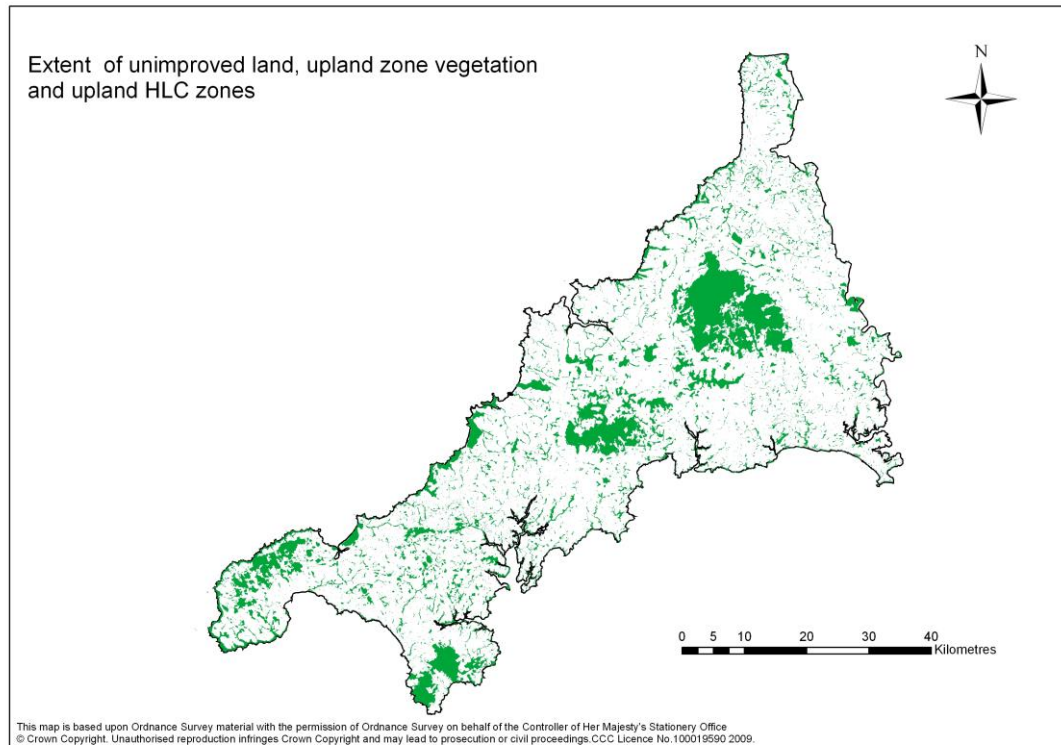 Extent of unimproved land, upland zone vegetation
and upland HLC zones
N
0 5 10 20 30 40
Kilometres
This map is based upon Ordnance Survey material with the permission of Ordnance Survey on behalf of the Controller of Her Majesty's Stationery Office
© Crown Copyright. Unauthorised reproduction infringes Crown Copyright and may lead to prosecution or civil proceedings.CCC Licence No.100019590 2009.